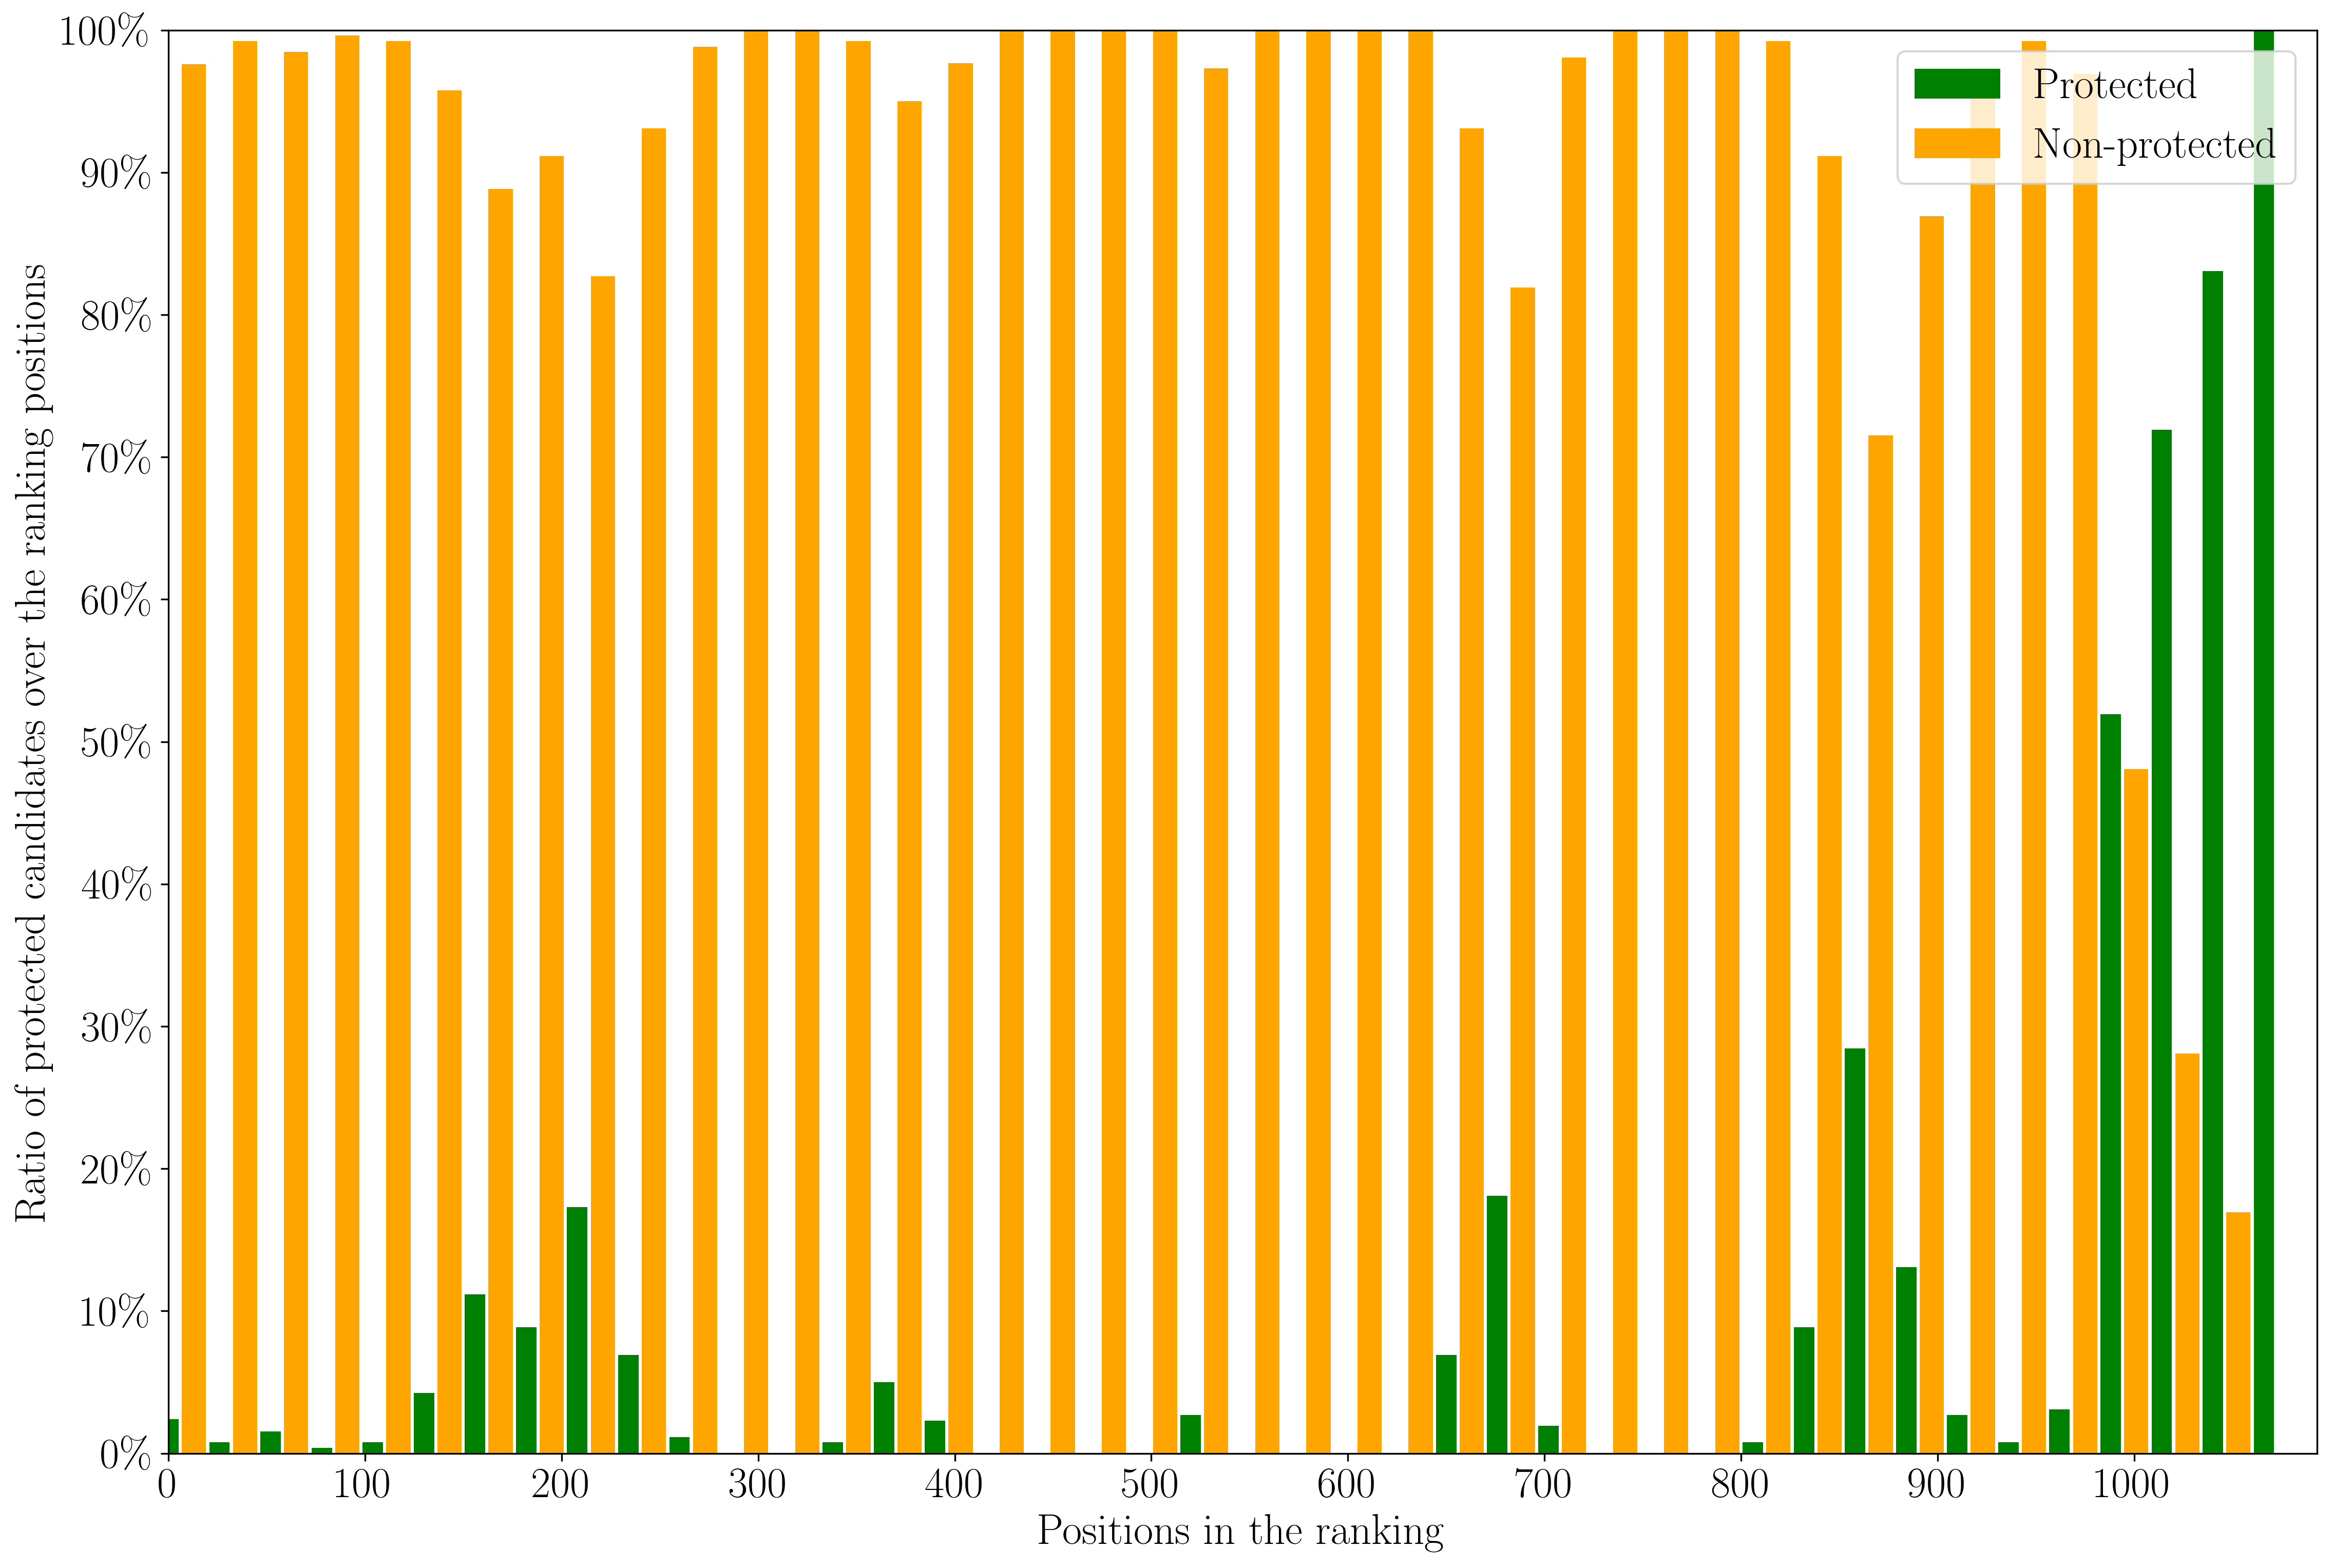 100%
90%
80%
70%
60%
50%
40%
30%
20%
10%
0%
Ratio of protected candidates over the ranking positions
Protected
Non-protected
0 100 200 300 400 500 600 700 800 900 1000
Positions in the ranking